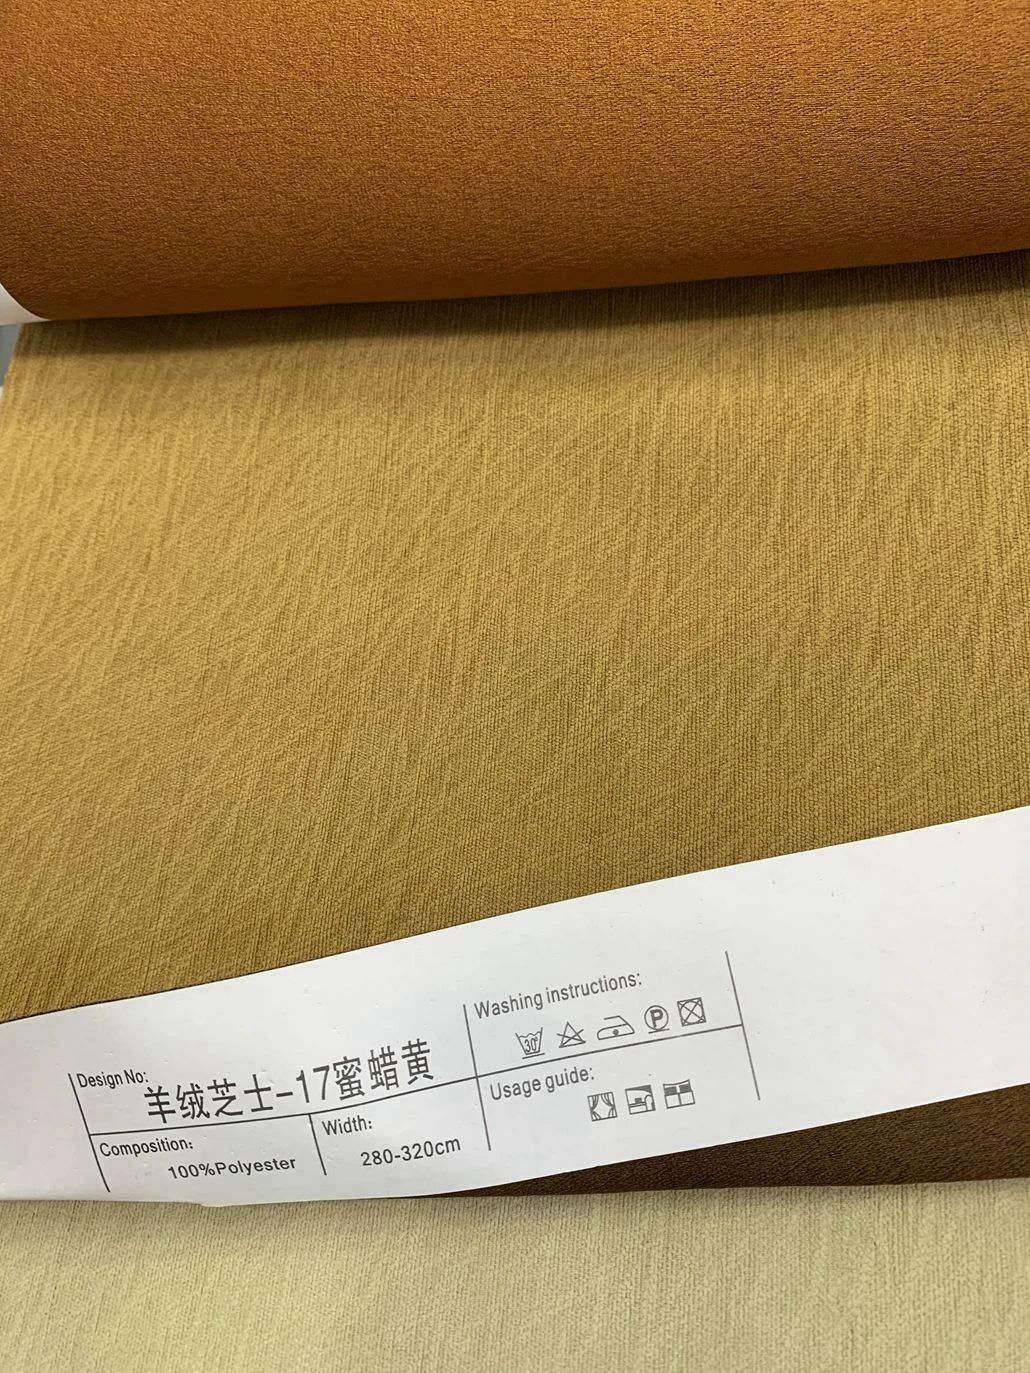 Design No:
羊绒芝士-17蜜蜡黄
Composition:
100%Polyester
Width:
280-320cm
Washing instructions:
30°
P
Usage guide: